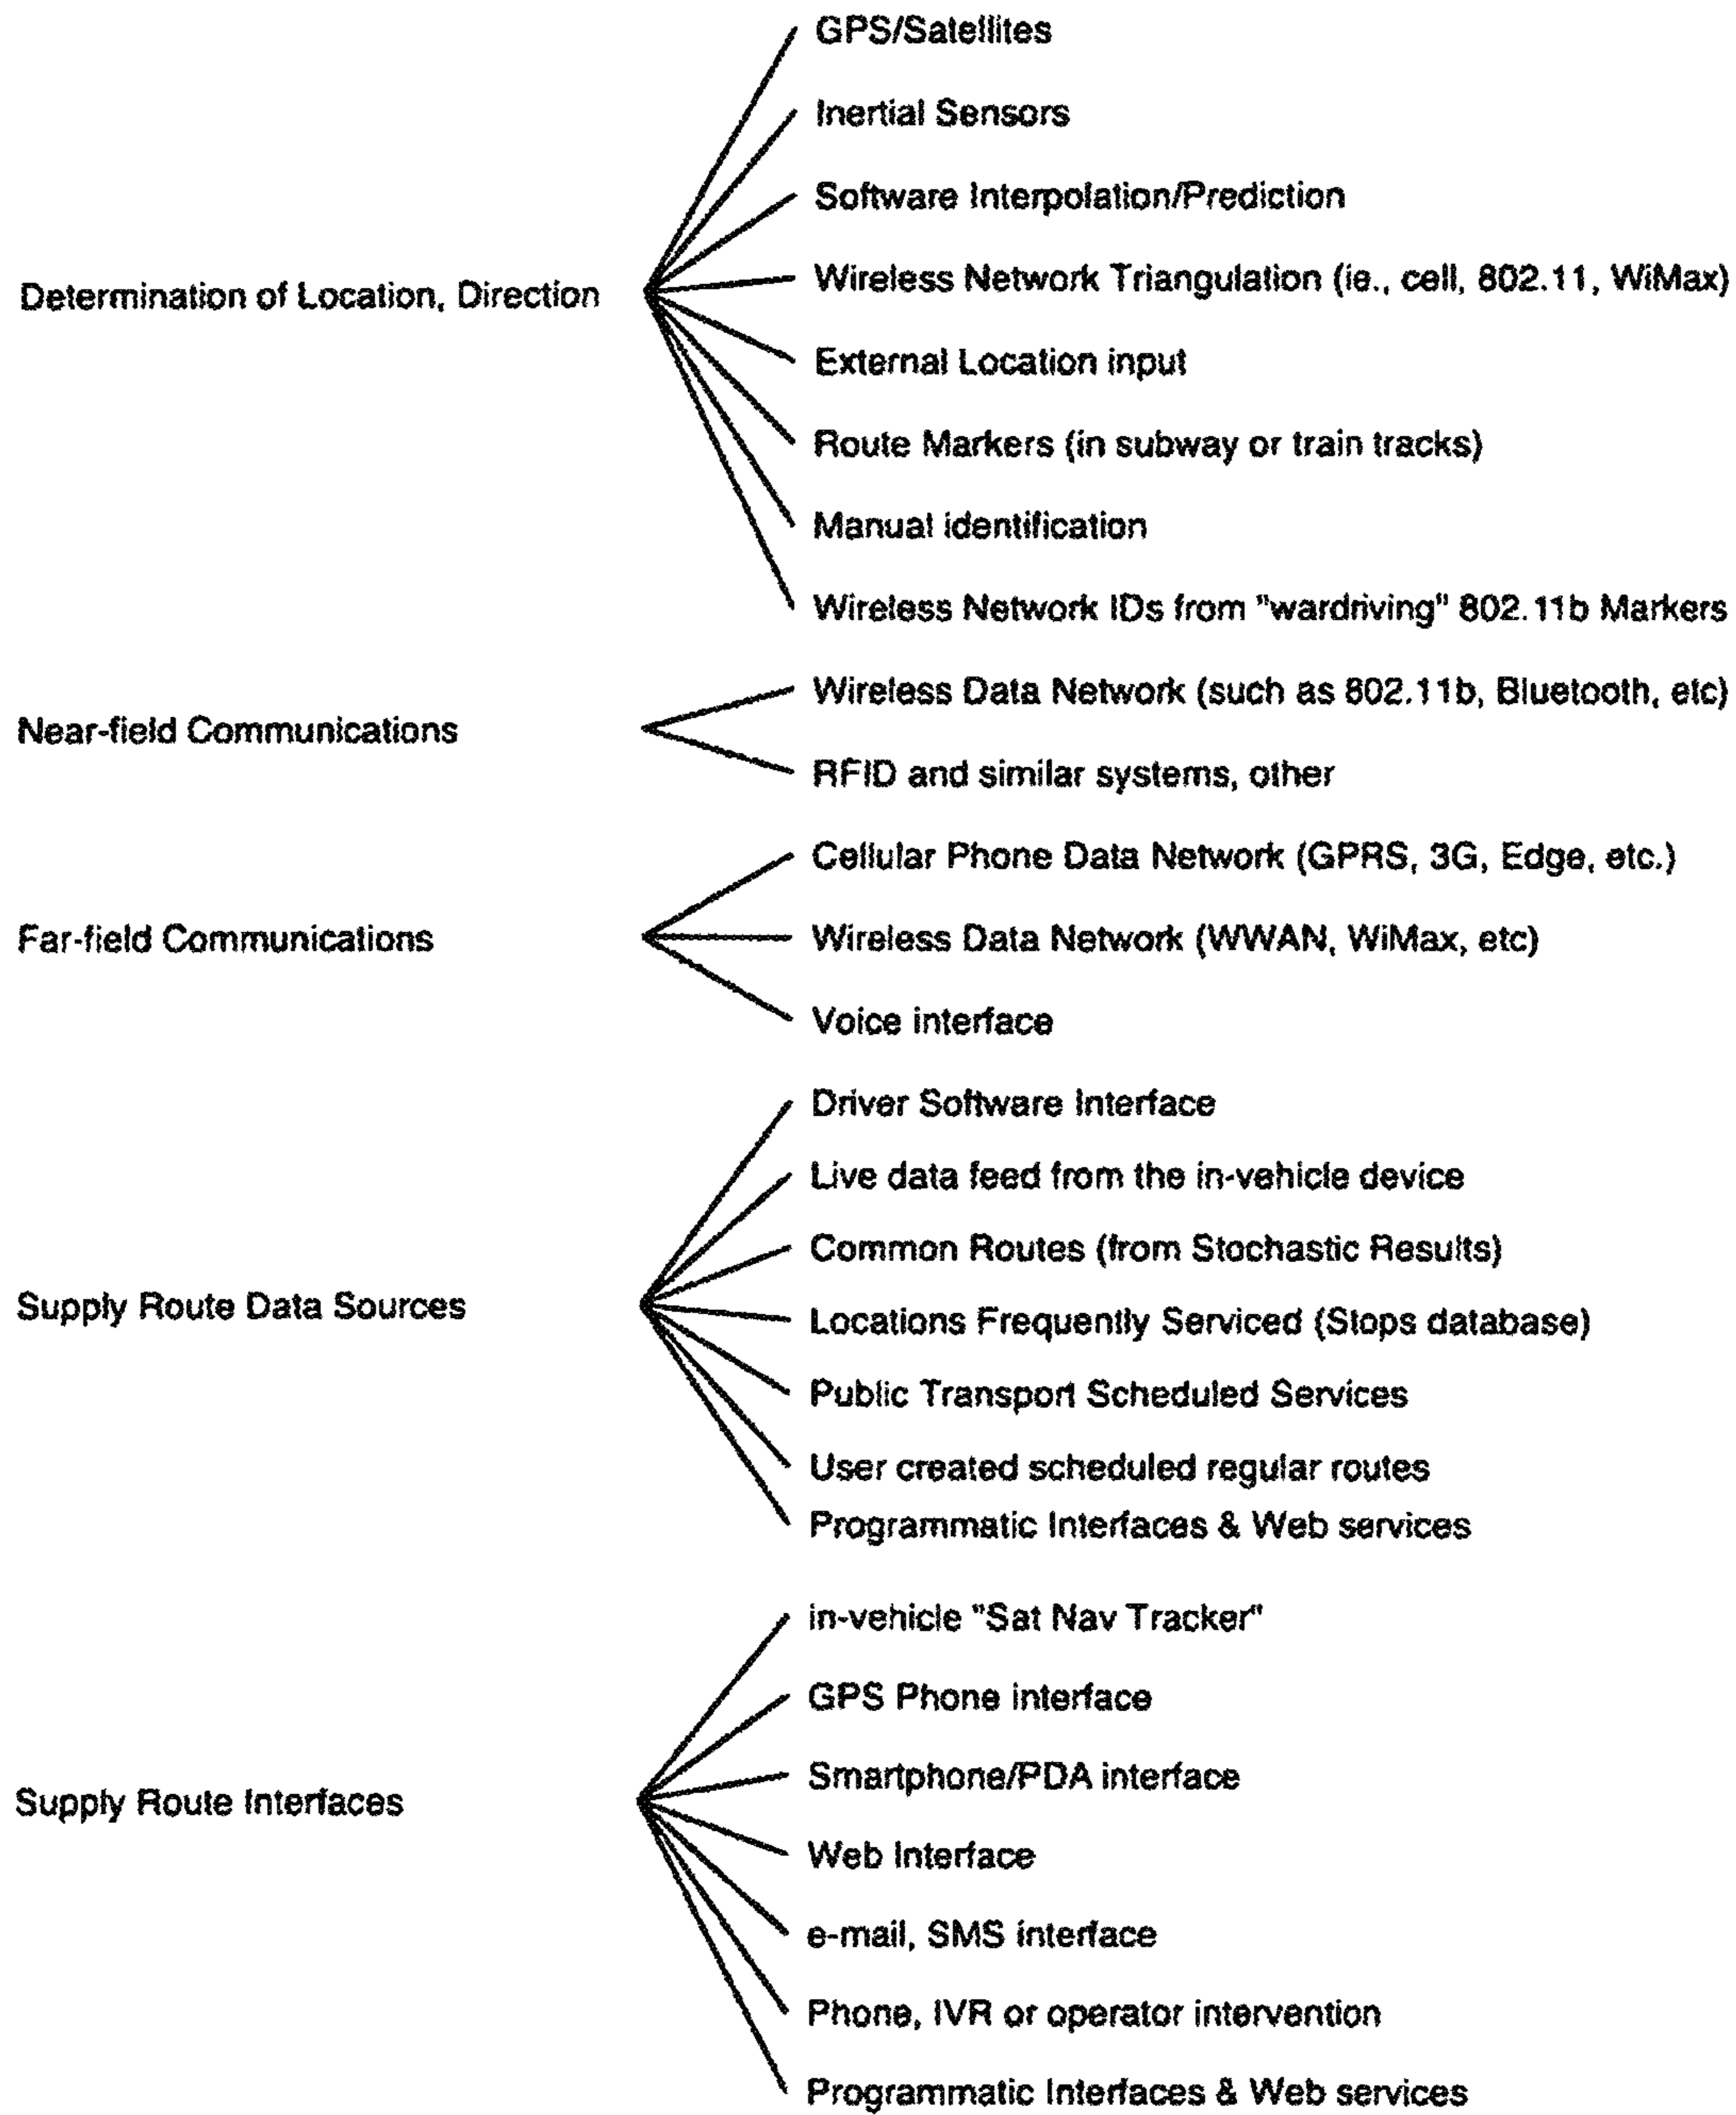 GPS/Satellites
Inertial Sensors
Software Interpolation/Prediction
Determination of Location, Direction
Wireless Network Triangulation (ie., cell, 802.11, WiMax)
External Location input
Route Markers (in subway or train tracks)
Manual identification
Wireless Network IDs from "wardriving" 802.11b Markers
Near-field Communications
Wireless Data Network (such as 802.11b, Bluetooth, etc)
RFID and similar systems, other
Far-field Communications
Cellular Phone Data Network (GPRS, 3G, Edge, etc.)
Wireless Data Network (WWAN, WiMax, etc)
Voice interface
Supply Route Data Sources
Driver Software Interface
Live data feed from the in-vehicle device
Common Routes (from Stochastic Results)
Locations Frequently Serviced (Stops database)
Public Transport Scheduled Services
User created scheduled regular routes
Programmatic Interfaces & Web services
Supply Route Interfaces
in-vehicle "Sat Nav Tracker"
GPS Phone interface
Smartphone/PDA interface
Web Interface
e-mail, SMS interface
Phone, IVR or operator intervention
Programmatic Interfaces & Web services